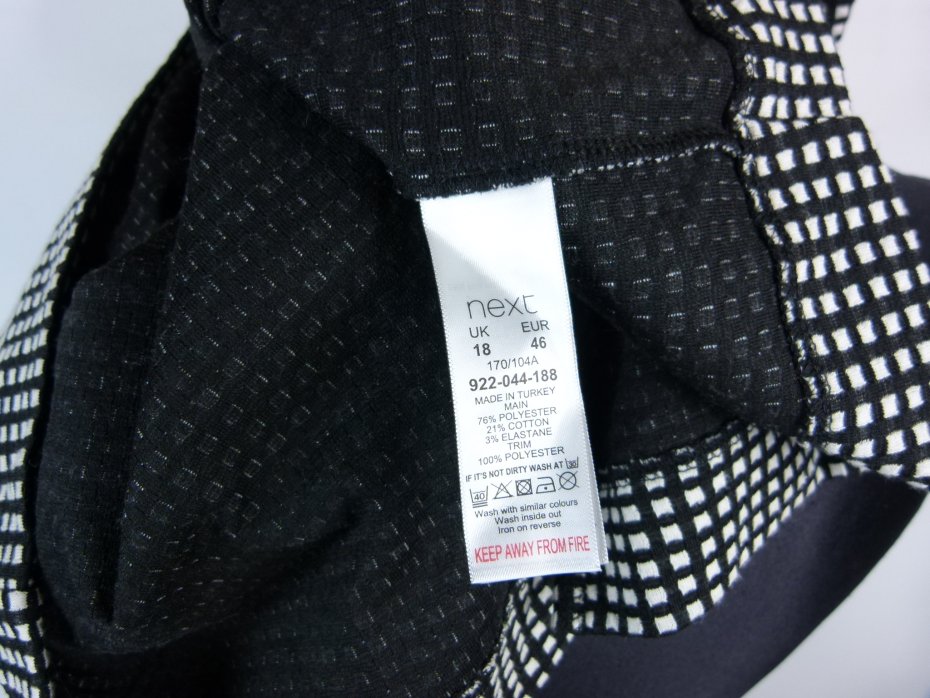 next
UK EUR
18 46
170/104A
922-044-188
MADE IN TURKEY
MAIN
76% POLYESTER
21% COTTON
3% ELASTANE
TRIM
100% POLYESTER
IF IT'S NOT DIRTY WASH AT 30
40
Wash with similar colours
Wash inside out
Iron on reverse
KEEP AWAY FROM FIRE